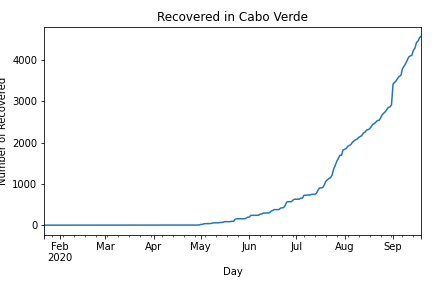 Recovered in Cabo Verde
Number of Recovered
4000
3000
2000
1000
0
Feb
2020
Mar
Apr
May
Jun
Jul
Aug
Sep
Day